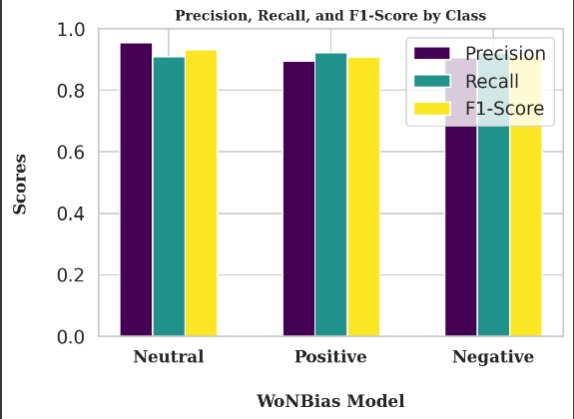 Precision, Recall, and F1-Score by Class
1.0
0.8
0.6
0.4
0.2
0.0
Scores
Precision
Recall
F1-Score
Neutral
Positive
Negative
WoNBias Model